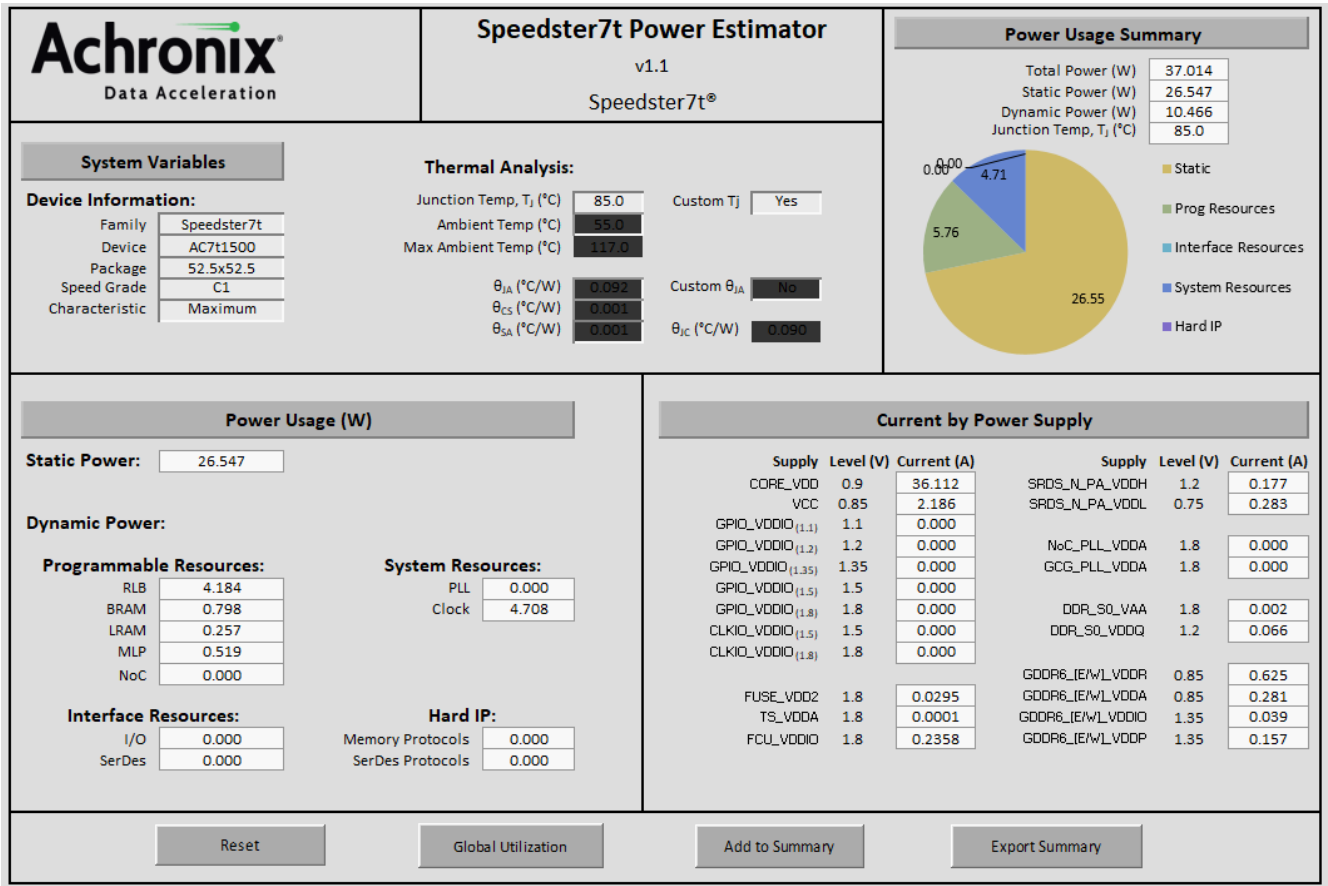 Achronix
Data Acceleration
Speedster7t Power Estimator
v1.1
Speedster7t®
Power Usage Summary
Total Power (W) 37.014
Static Power (W) 26.547
Dynamic Power (W) 10.466
Junction Temp, TJ (°C) 85.0
0.00 0.00 4.71
5.76
26.55
Static
Prog Resources
Interface Resources
System Resources
Hard IP
System Variables
Device Information:
Family Speedster7t
Device AC7t1500
Package 52.5x52.5
Speed Grade C1
Characteristic Maximum
Thermal Analysis:
Junction Temp, TJ (°C) 85.0 Custom Tj Yes
Ambient Temp (°C) 55.0
Max Ambient Temp (°C) 117.0
θJA (°C/W) 0.092 Custom θJA No
θCS (°C/W) 0.001
θSA (°C/W) 0.001 θJC (°C/W) 0.090
Power Usage (W)
Static Power: 26.547
Dynamic Power:
Programmable Resources:
RLB 4.184
BRAM 0.798
LRAM 0.257
MLP 0.519
NoC 0.000
System Resources:
PLL 0.000
Clock 4.708
Interface Resources:
I/O 0.000
SerDes 0.000
Hard IP:
Memory Protocols 0.000
SerDes Protocols 0.000
Current by Power Supply
Supply Level (V) Current (A)
CORE_VDD 0.9 36.112
VCC 0.85 2.186
GPIO_VDDIO (1.1) 1.1 0.000
GPIO_VDDIO (1.2) 1.2 0.000
GPIO_VDDIO (1.35) 1.35 0.000
GPIO_VDDIO (1.5) 1.5 0.000
GPIO_VDDIO (1.8) 1.8 0.000
CLKIO_VDDIO (1.5) 1.5 0.000
CLKIO_VDDIO (1.8) 1.8 0.000
FUSE_VDD2 1.8 0.0295
TS_VDDA 1.8 0.0001
FCU_VDDIO 1.8 0.2358
Supply Level (V) Current (A)
SRDS_N_PA_VDDH 1.2 0.177
SRDS_N_PA_VDDL 0.75 0.283
NoC_PLL_VDDA 1.8 0.000
GCG_PLL_VDDA 1.8 0.000
DDR_S0_VAA 1.8 0.002
DDR_S0_VDDQ 1.2 0.066
GDDR6_[E/W]_VDDR 0.85 0.625
GDDR6_[E/W]_VDDA 0.85 0.281
GDDR6_[E/W]_VDDIO 1.35 0.039
GDDR6_[E/W]_VDDP 1.35 0.157
Reset
Global Utilization
Add to Summary
Export Summary